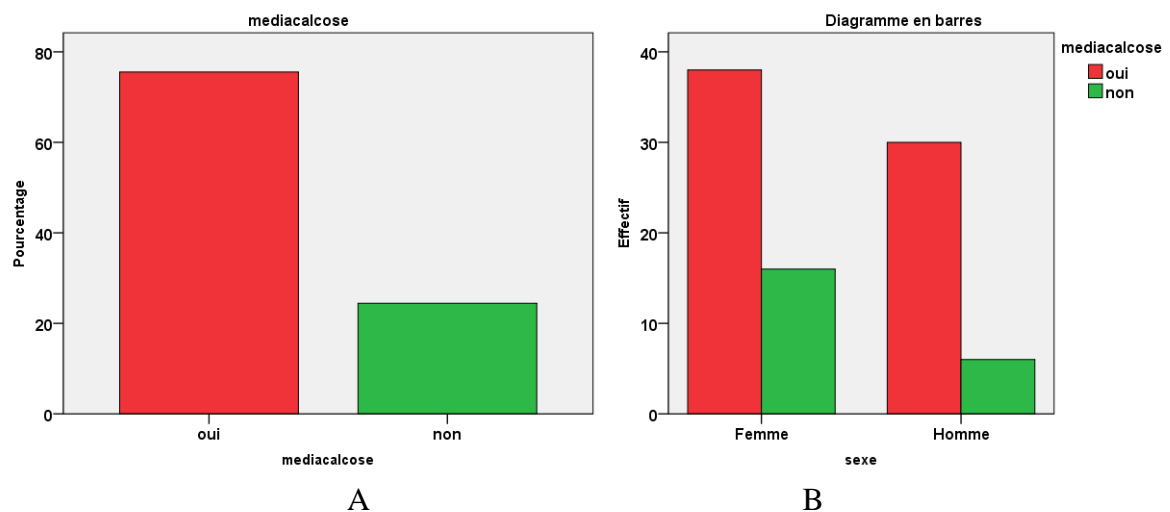 mediacalcose
80
60
40
20
0
Pourcentage
oui
non
mediacalcose
A
Diagramme en barres
40
30
20
10
0
Effectif
Femme
Homme
sexe
mediacalcose
oui
non
B